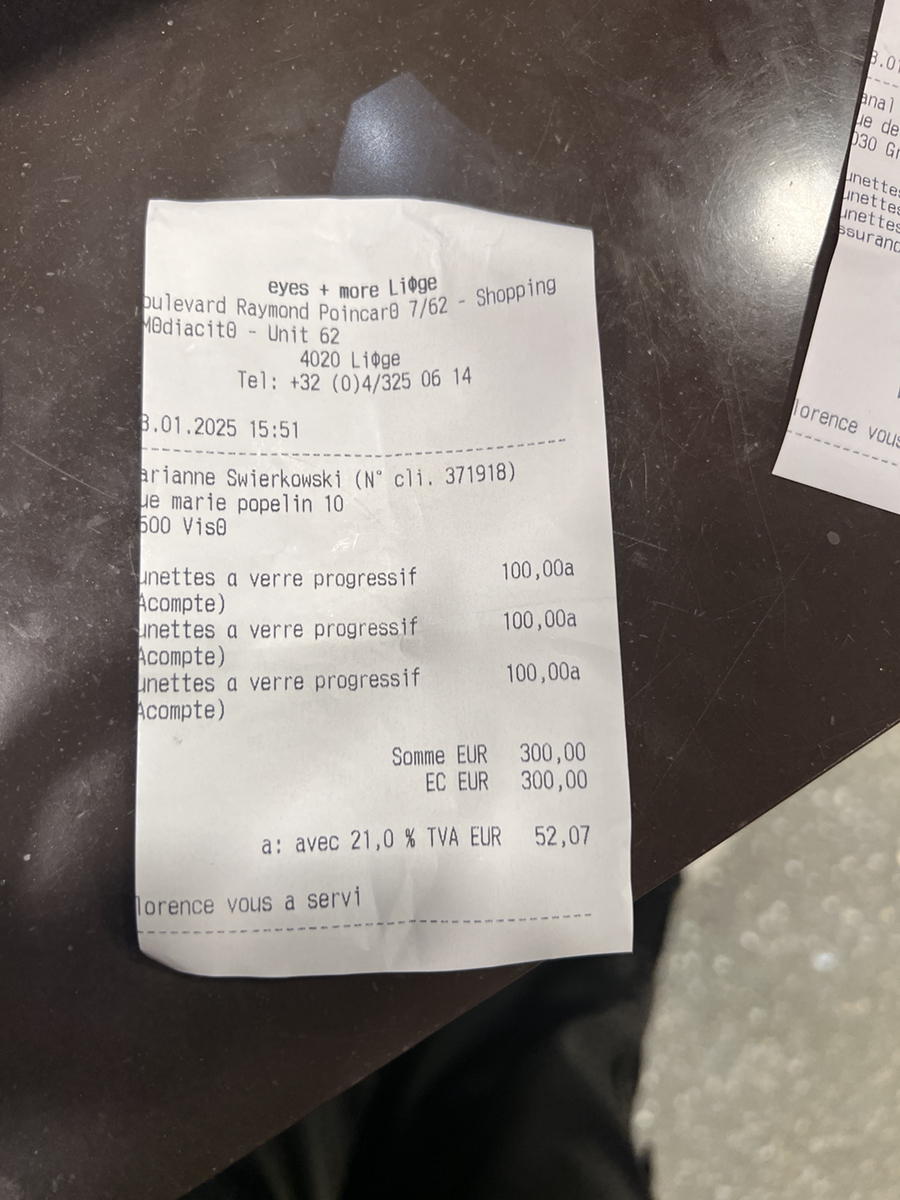 eyes + more LiΦge
oulevard Raymond Poincar0 7/62 - Shopping
M0diacit0 - Unit 62
4020 LiΦge
Tel: +32 (0)4/325 06 14
3.01.2025 15:51
arianne Swierkowski (N° cli. 371918)
ue marie popelin 10
600 Vis0
unettes a verre progressif 100,00a
Acompte)
unettes a verre progressif 100,00a
Acompte)
unettes a verre progressif 100,00a
Acompte)
Somme EUR 300,00
EC EUR 300,00
a: avec 21,0 % TVA EUR 52,07
lorence vous a servi
3.01
anal
ue de
030 Gr
unettes
unettes
unettes
ssuranc
lorence vous